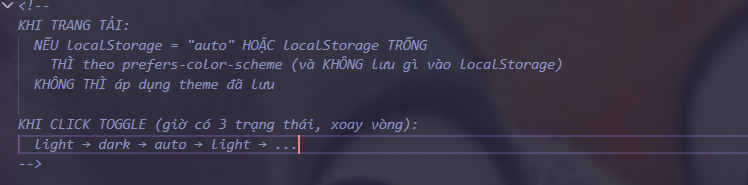 <!--
KHI TRANG TẢI:
NẾU localStorage = "auto" HOẶC localStorage TRỐNG
THÌ theo prefers-color-scheme (và KHÔNG lưu gì vào localStorage)
KHÔNG THÌ áp dụng theme đã lưu
KHI CLICK TOGGLE (giờ có 3 trạng thái, xoay vòng):
light → dark → auto → light → ...
-->